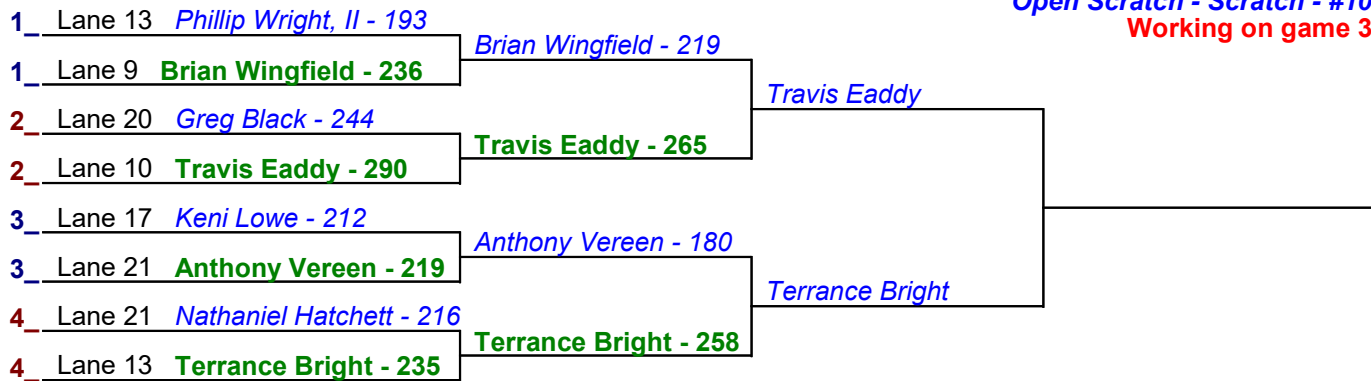 Open Scratch - Scratch - #10
Working on game 3
1_ Lane 13 Phillip Wright, II - 193
1_ Lane 9 Brian Wingfield - 236
2_ Lane 20 Greg Black - 244
2_ Lane 10 Travis Eaddy - 290
3_ Lane 17 Keni Lowe - 212
3_ Lane 21 Anthony Vereen - 219
4_ Lane 21 Nathaniel Hatchett - 216
4_ Lane 13 Terrance Bright - 235
Brian Wingfield - 219
Travis Eaddy - 265
Anthony Vereen - 180
Terrance Bright - 258
Travis Eaddy
Terrance Bright